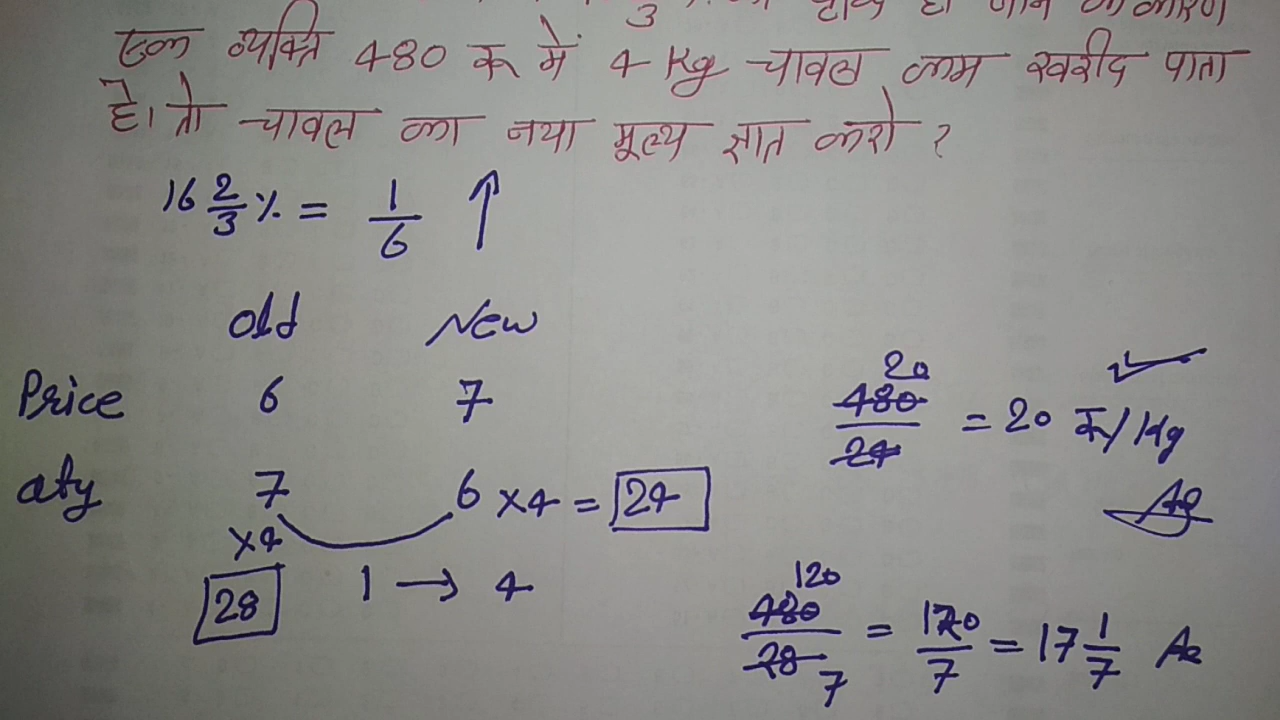 3
एक व्यक्ति 480 रू में 4 Kg चावल कम खरीद पाता
है। तो चावल का नया मूल्य ज्ञात करो ?
16 2/3 % = 1/6 ↑
Old New
Price 6 7
qty 7 6 ×4 = 24
×4
28 1 → 4
20
480/24 = 20 रू/Kg ✓
Ans
120
480/28 = 120/7 = 17 1/7 As
7